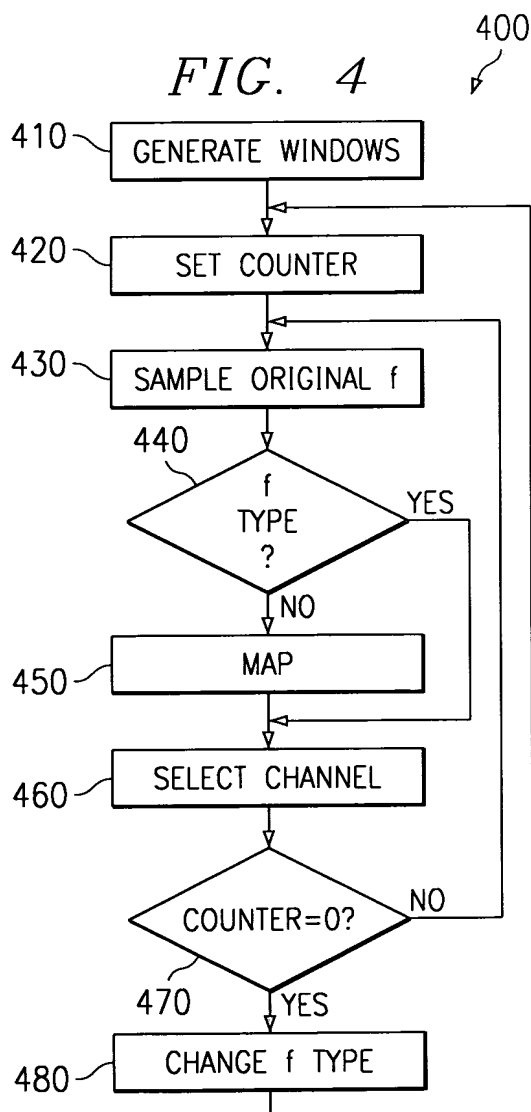 FIG. 4
400
410
GENERATE WINDOWS
420
SET COUNTER
430
SAMPLE ORIGINAL f
440
f
TYPE
?
YES
NO
450
MAP
460
SELECT CHANNEL
470
COUNTER=0?
NO
YES
480
CHANGE f TYPE